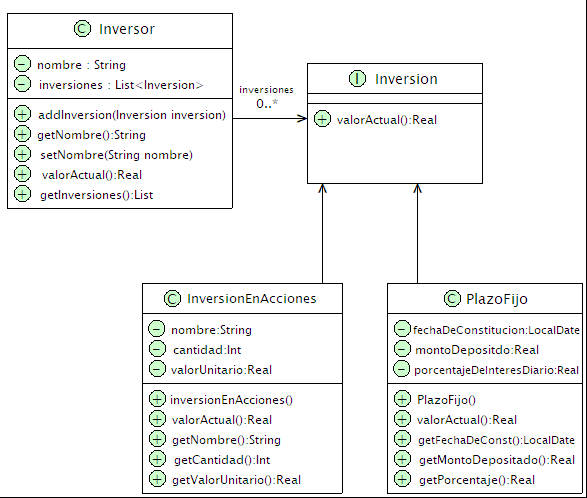 C Inversor
− nombre : String
− inversiones : List<Inversion>
+ addInversion(Inversion inversion)
+ getNombre():String
+ setNombre(String nombre)
+ valorActual():Real
+ getInversiones():List
inversiones
0..*
I Inversion
+ valorActual():Real
C InversionEnAcciones
− nombre:String
− cantidad:Int
− valorUnitario:Real
+ inversionEnAcciones()
+ valorActual():Real
+ getNombre():String
+ getCantidad():Int
+ getValorUnitario():Real
C PlazoFijo
− fechaDeConstitucion:LocalDate
− montoDepositdo:Real
− porcentajeDeInteresDiario:Real
+ PlazoFijo()
+ valorActual():Real
+ getFechaDeConst():LocalDate
+ getMontoDepositado():Real
+ getPorcentaje():Real